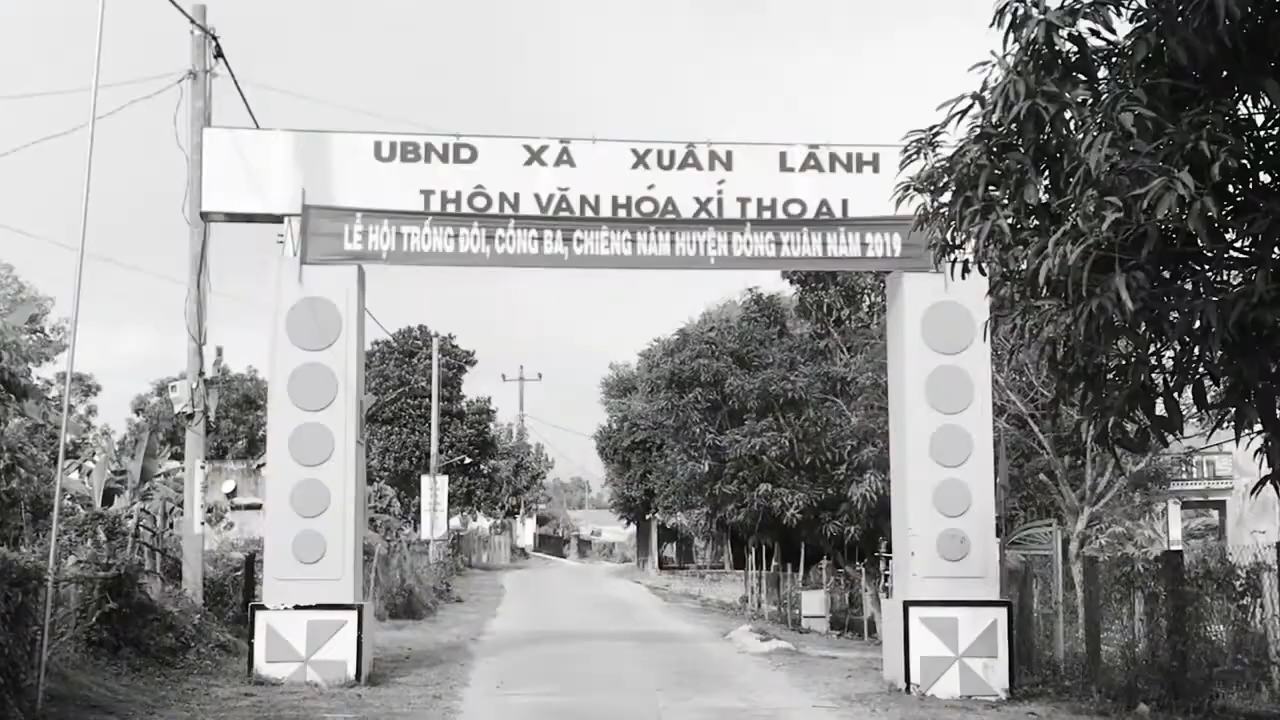 UBND XÃ XUÂN LÃNH
THÔN VĂN HÓA XÍ THOẠI
LỄ HỘI TRỐNG ĐÔI, CỒNG BA, CHIÊNG NĂM HUYỆN ĐỒNG XUÂN NĂM 2019